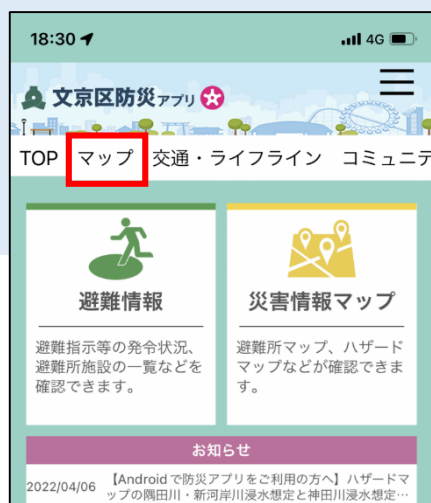 18:30 4G
文京区防災アプリ
TOP マップ 交通・ライフライン コミュニテ
避難情報
避難指示等の発令状況、
避難所施設の一覧などを
確認できます。
災害情報マップ
避難所マップ、ハザード
マップなどが確認できま
す。
お知らせ
2022/04/06 【Androidで防災アプリをご利用の方へ】ハザードマ
ップの隅田川・新河岸川浸水想定と神田川浸水想定…